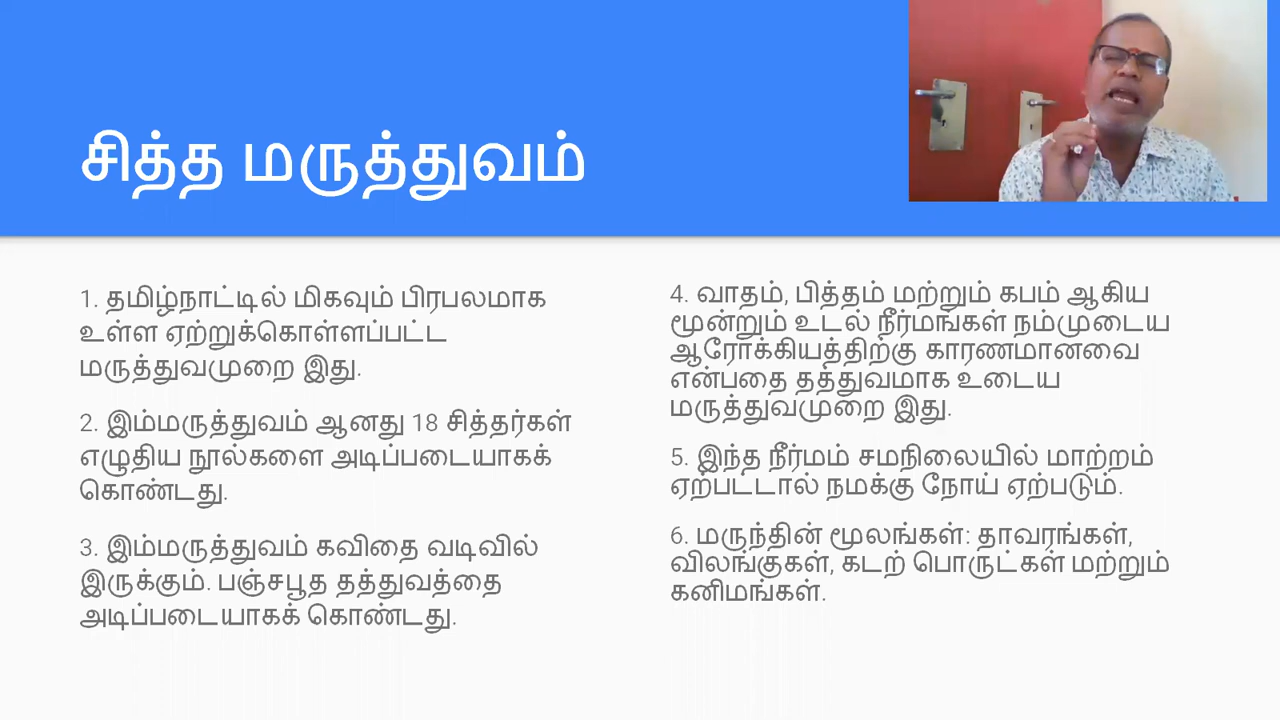 சித்த மருத்துவம்
1. தமிழ்நாட்டில் மிகவும் பிரபலமாக
உள்ள ஏற்றுக்கொள்ளப்பட்ட
மருத்துவமுறை இது.
2. இம்மருத்துவம் ஆனது 18 சித்தர்கள்
எழுதிய நூல்களை அடிப்படையாகக்
கொண்டது.
3. இம்மருத்துவம் கவிதை வடிவில்
இருக்கும். பஞ்சபூத தத்துவத்தை
அடிப்படையாகக் கொண்டது.
4. வாதம், பித்தம் மற்றும் கபம் ஆகிய
மூன்றும் உடல் நீர்மங்கள் நம்முடைய
ஆரோக்கியத்திற்கு காரணமானவை
என்பதை தத்துவமாக உடைய
மருத்துவமுறை இது.
5. இந்த நீர்மம் சமநிலையில் மாற்றம்
ஏற்பட்டால் நமக்கு நோய் ஏற்படும்.
6. மருந்தின் மூலங்கள்: தாவரங்கள்,
விலங்குகள், கடற் பொருட்கள் மற்றும்
கனிமங்கள்.